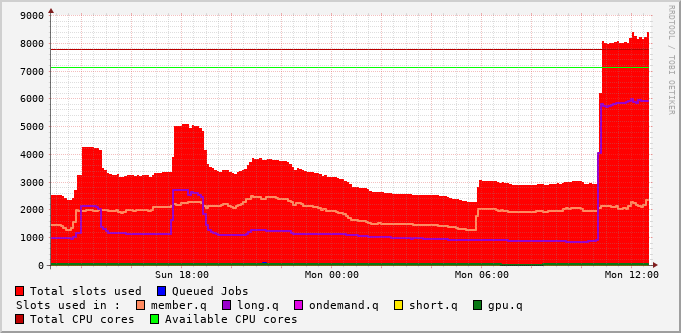 RRDTOOL / TOBI OETIKER
9000
8000
7000
6000
5000
4000
3000
2000
1000
0
Sun 18:00 Mon 00:00 Mon 06:00 Mon 12:00
Total slots used Queued Jobs
Slots used in : member.q long.q ondemand.q short.q gpu.q
Total CPU cores Available CPU cores